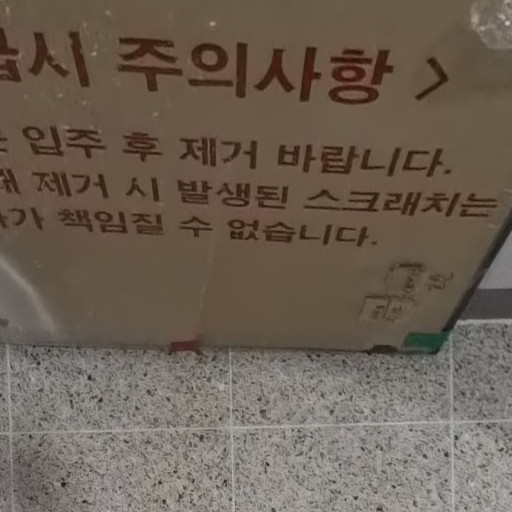 시 주의사항 >
입주 후 제거 바랍니다.
제거 시 발생된 스크래치는
가 책임질 수 없습니다.